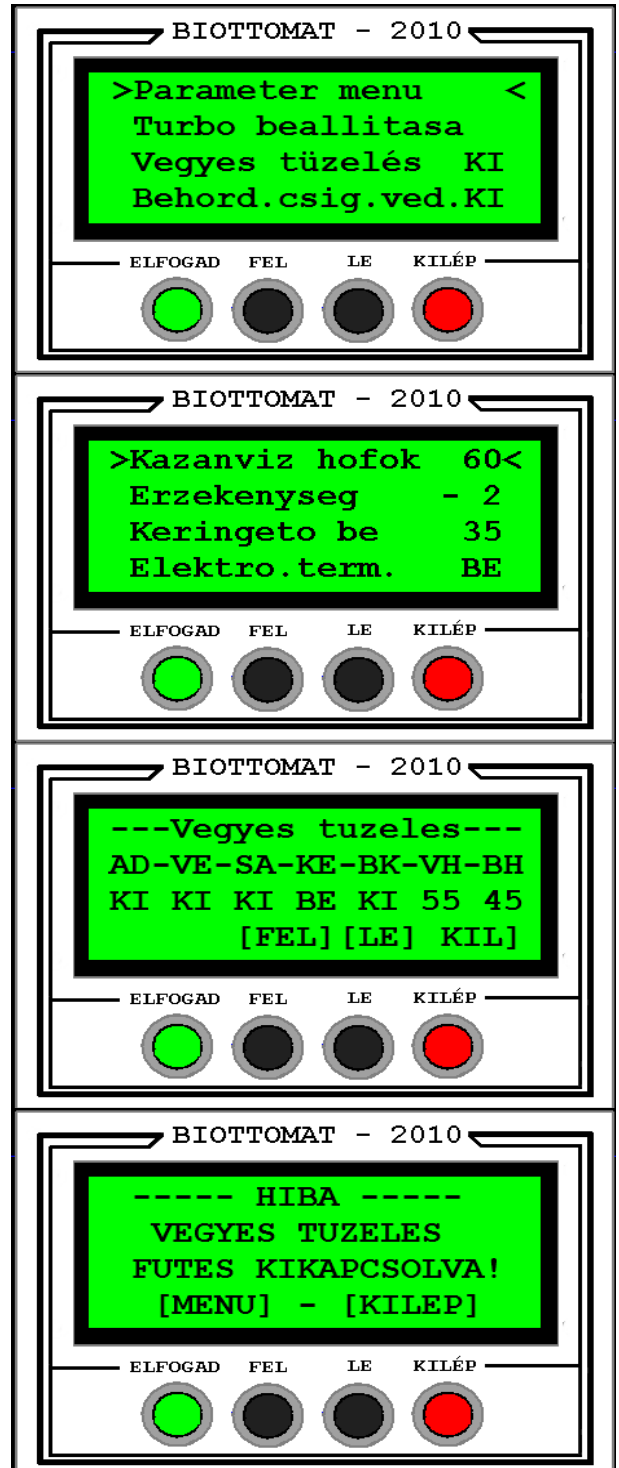 BIOTTOMAT - 2010
>Parameter menu <
Turbo beallitasa
Vegyes tüzelés KI
Behord.csig.ved.KI
ELFOGAD FEL LE KILÉP
BIOTTOMAT - 2010
>Kazanviz hofok 60<
Erzekenyseg - 2
Keringeto be 35
Elektro.term. BE
ELFOGAD FEL LE KILÉP
BIOTTOMAT - 2010
---Vegyes tuzeles---
AD-VE-SA-KE-BK-VH-BH
KI KI KI BE KI 55 45
[FEL][LE] KIL]
ELFOGAD FEL LE KILÉP
BIOTTOMAT - 2010
----- HIBA -----
VEGYES TUZELES
FUTES KIKAPCSOLVA!
[MENU] - [KILEP]
ELFOGAD FEL LE KILÉP